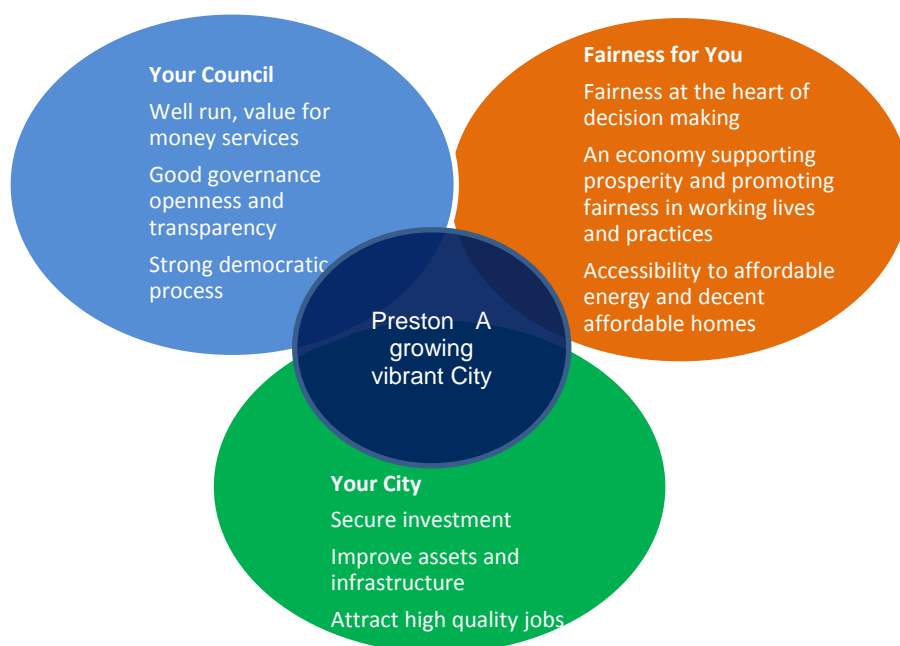 Your Council
Well run, value for
money services
Good governance
openness and
transparency
Strong democratic
process
Fairness for You
Fairness at the heart of
decision making
An economy supporting
prosperity and promoting
fairness in working lives
and practices
Accessibility to affordable
energy and decent
affordable homes
Preston A
growing
vibrant City
Your City
Secure investment
Improve assets and
infrastructure
Attract high quality jobs